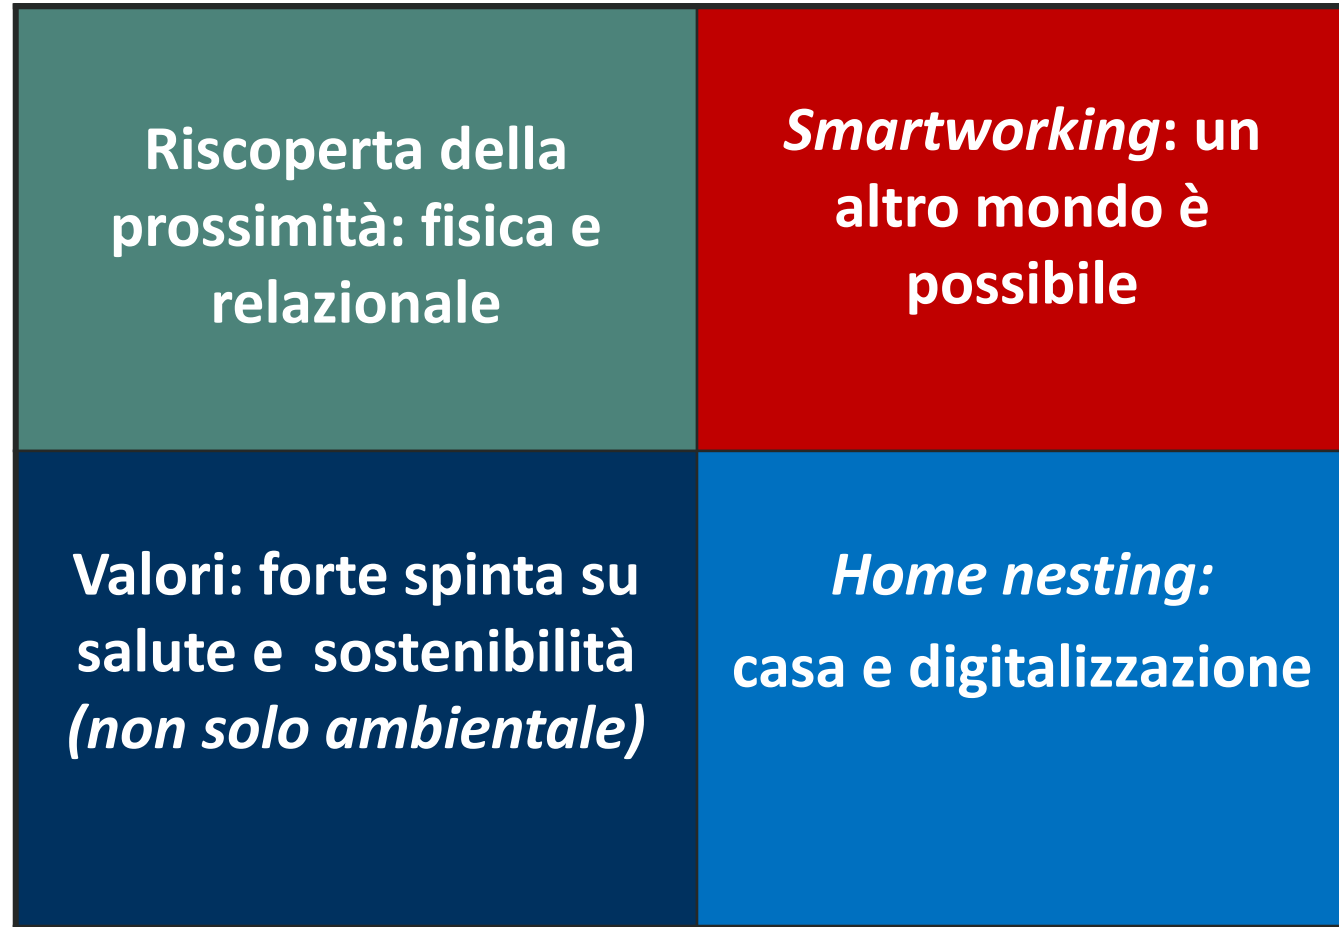 Riscoperta della
prossimità: fisica e
relazionale
Smartworking: un
altro mondo è
possibile
Valori: forte spinta su
salute e sostenibilità
(non solo ambientale)
Home nesting:
casa e digitalizzazione